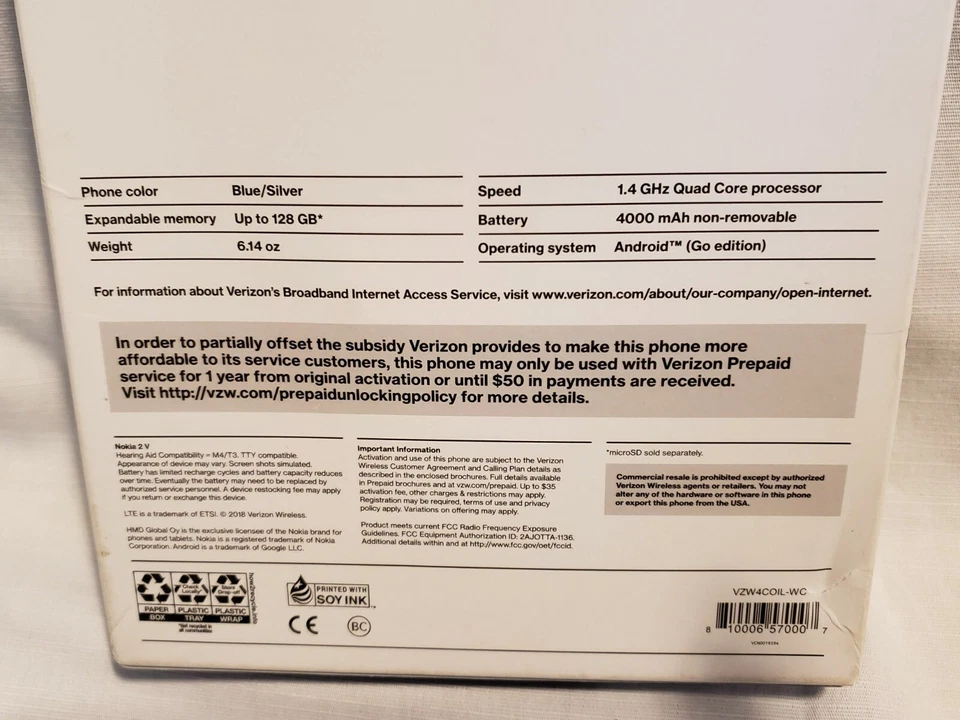 Phone color Blue/Silver
Expandable memory Up to 128 GB*
Weight 6.14 oz
Speed 1.4 GHz Quad Core processor
Battery 4000 mAh non-removable
Operating system Android™ (Go edition)
For information about Verizon's Broadband Internet Access Service, visit www.verizon.com/about/our-company/open-internet.
In order to partially offset the subsidy Verizon provides to make this phone more
affordable to its service customers, this phone may only be used with Verizon Prepaid
service for 1 year from original activation or until $50 in payments are received.
Visit http://vzw.com/prepaidunlockingpolicy for more details.
Nokia 2 V
Hearing Aid Compatibility = M4/T3. TTY compatible.
Appearance of device may vary. Screen shots simulated.
Battery has limited recharge cycles and battery capacity reduces
over time. Eventually the battery may need to be replaced by
authorized service personnel. A device restocking fee may apply
if you return or exchange this device.
LTE is a trademark of ETSI. © 2018 Verizon Wireless.
HMD Global Oy is the exclusive licensee of the Nokia brand for
phones and tablets. Nokia is a registered trademark of Nokia
Corporation. Android is a trademark of Google LLC.
Important Information
Activation and use of this phone are subject to the Verizon
Wireless Customer Agreement and Calling Plan details as
described in the enclosed brochures. Full details available
in Prepaid brochures and at vzw.com/prepaid. Up to $35
activation fee, other charges & restrictions may apply.
Registration may be required, terms of use and privacy
policy apply. Variations on offering may apply.
Product meets current FCC Radio Frequency Exposure
Guidelines. FCC Equipment Authorization ID: 2AJOTTA-1136.
Additional details within and at http://www.fcc.gov/oet/fccid.
*microSD sold separately.
Commercial resale is prohibited except by authorized
Verizon Wireless agents or retailers. You may not
alter any of the hardware or software in this phone
or export this phone from the USA.
Check Locally* Store Drop-off
PAPER PLASTIC PLASTIC
BOX TRAY WRAP
*Not recycled in
all communities
how2recycle.info
PRINTED WITH
SOY INK
CE
BC
VZW4COIL-WC
8 10006 57000 7